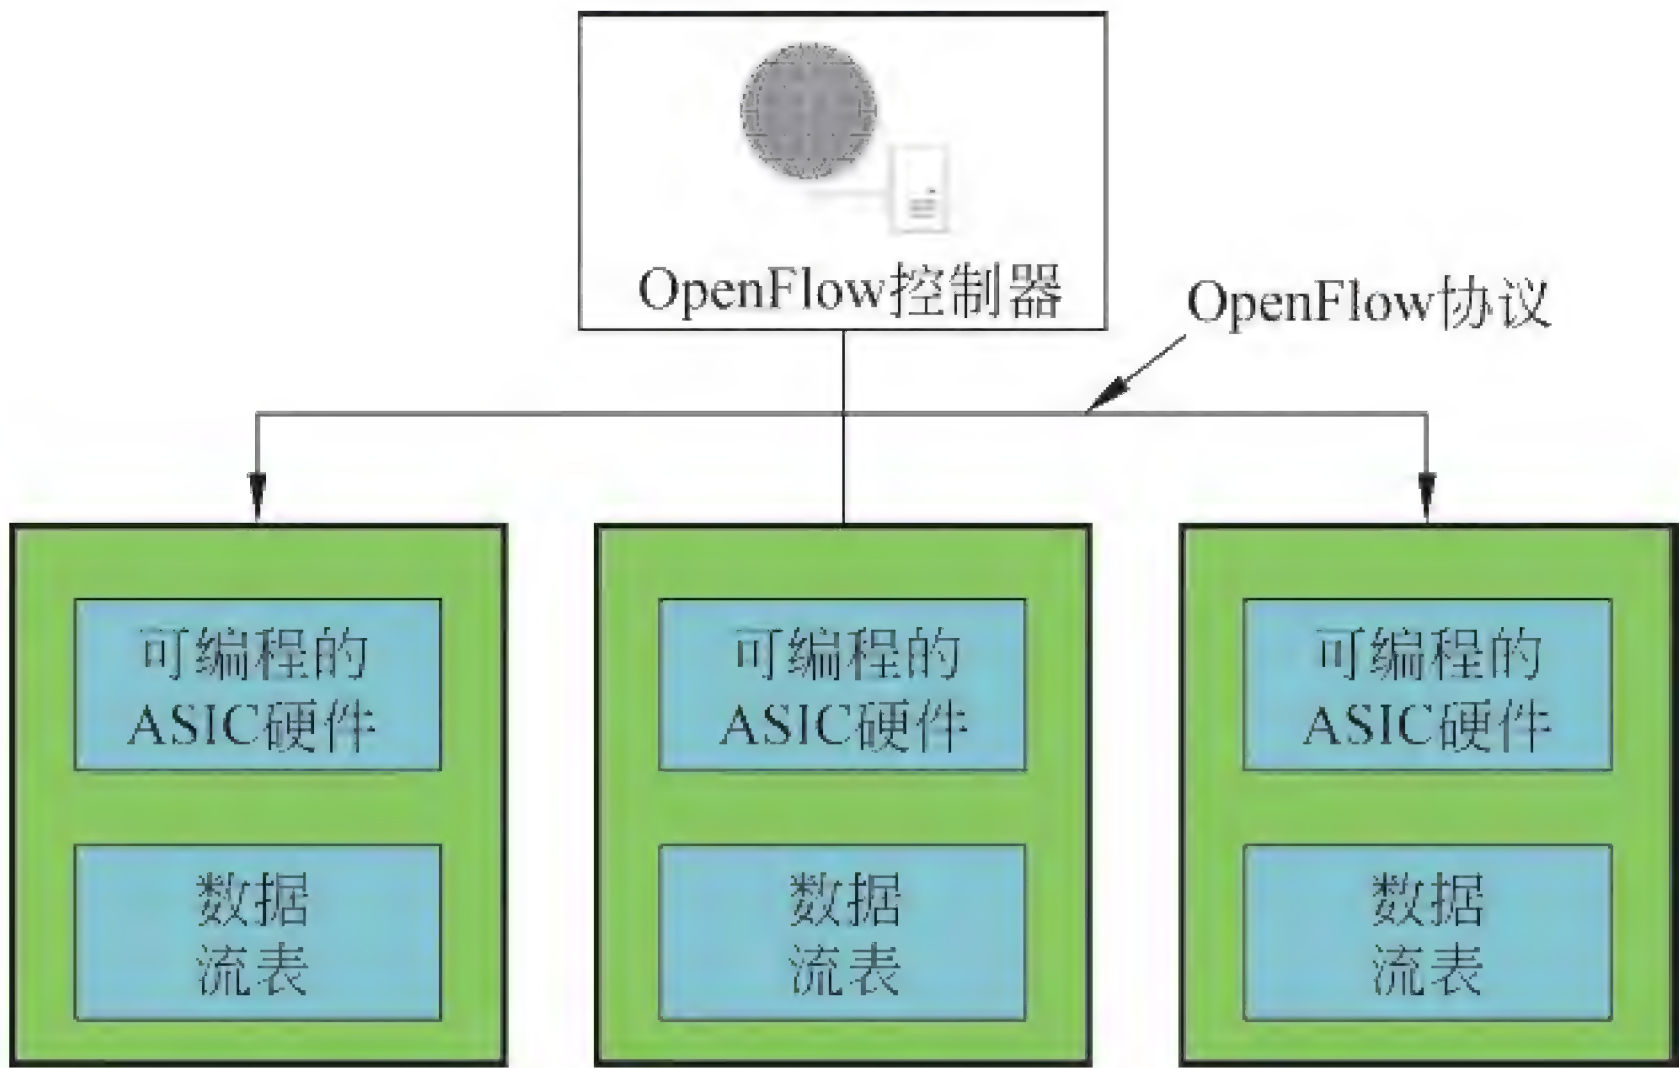 OpenFlow控制器
OpenFlow协议
可编程的
ASIC硬件
数据
流表
可编程的
ASIC硬件
数据
流表
可编程的
ASIC硬件
数据
流表